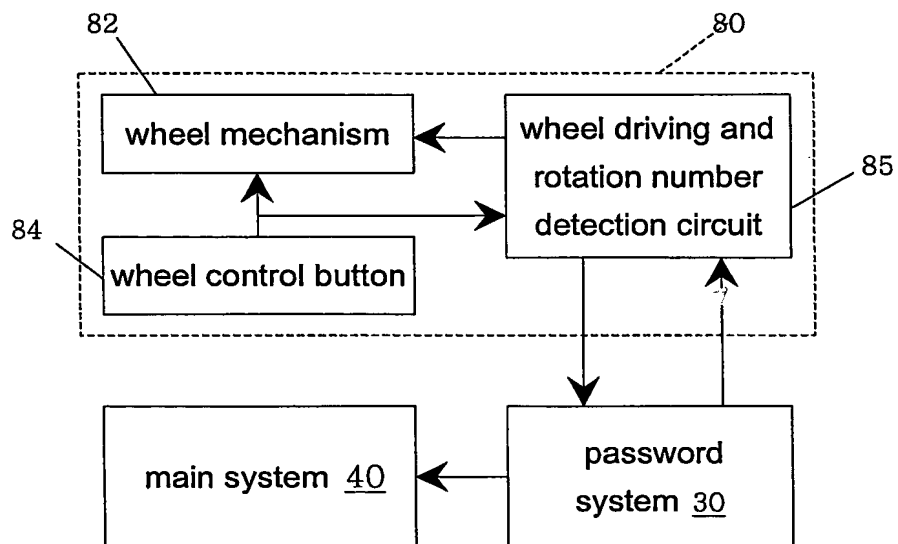 82
80
wheel mechanism
wheel driving and
rotation number
detection circuit
85
84
wheel control button
main system 40
password
system 30